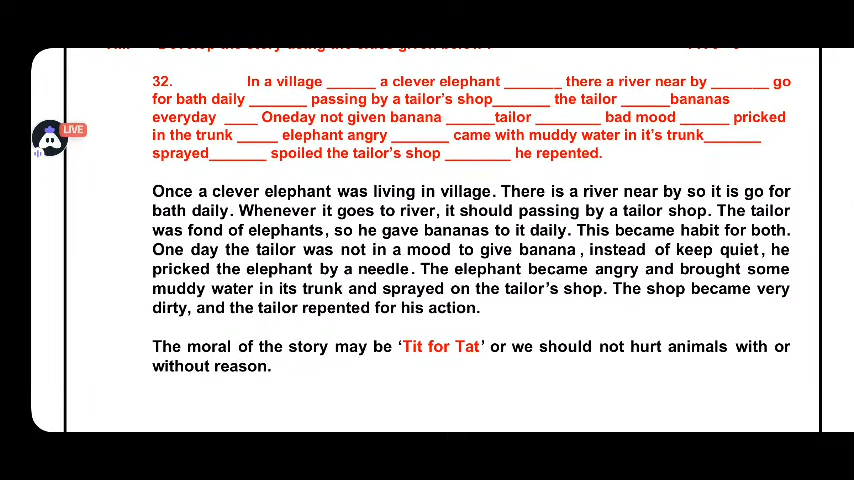 32. In a village ______ a clever elephant _______ there a river near by _______ go
for bath daily _______ passing by a tailor's shop_______ the tailor ______bananas
everyday ____ Oneday not given banana ______tailor ________ bad mood ______ pricked
in the trunk _____ elephant angry _______ came with muddy water in it's trunk_______
sprayed_______ spoiled the tailor's shop ________ he repented.
LIVE
Once a clever elephant was living in village. There is a river near by so it is go for
bath daily. Whenever it goes to river, it should passing by a tailor shop. The tailor
was fond of elephants, so he gave bananas to it daily. This became habit for both.
One day the tailor was not in a mood to give banana, instead of keep quiet, he
pricked the elephant by a needle. The elephant became angry and brought some
muddy water in its trunk and sprayed on the tailor's shop. The shop became very
dirty, and the tailor repented for his action.
The moral of the story may be 'Tit for Tat' or we should not hurt animals with or
without reason.